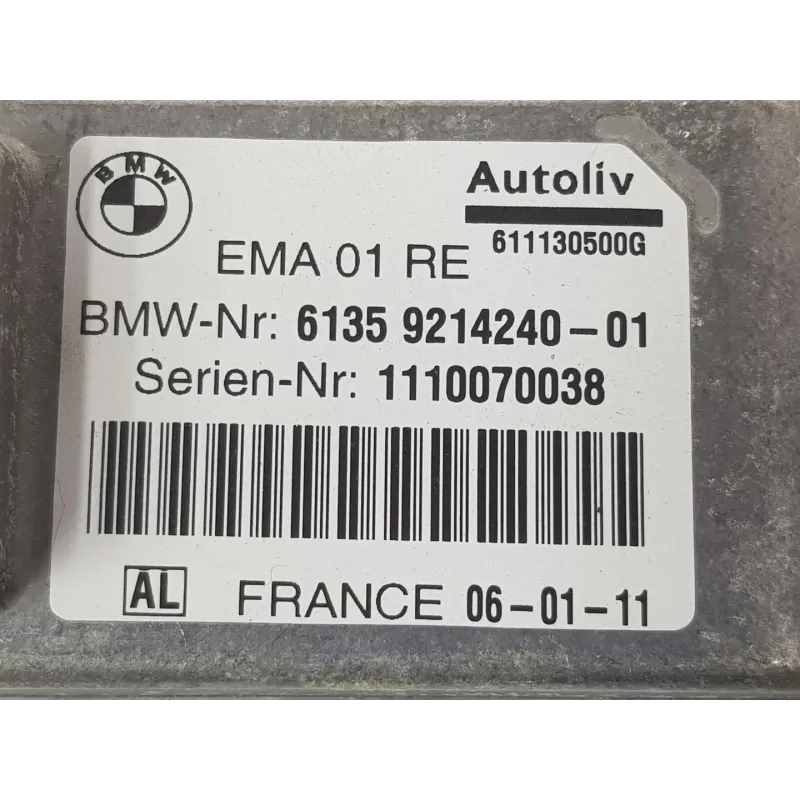 BMW
Autoliv
611130500G
EMA 01 RE
BMW-Nr: 6135 9214240-01
Serien-Nr: 1110070038
AL FRANCE 06-01-11